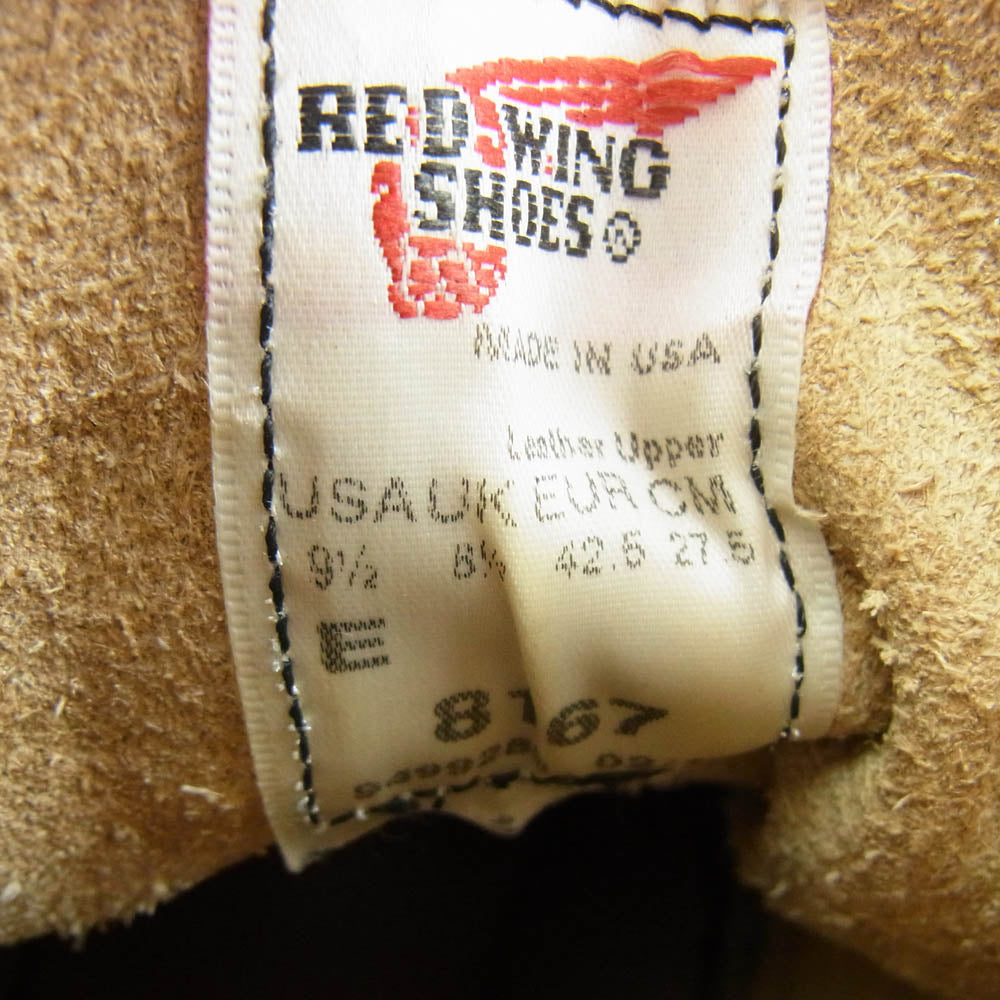 RED WING
SHOES®
MADE IN USA
Leather Upper
USA UK EUR CM
9½ 8½ 42.5 27.5
E
8167